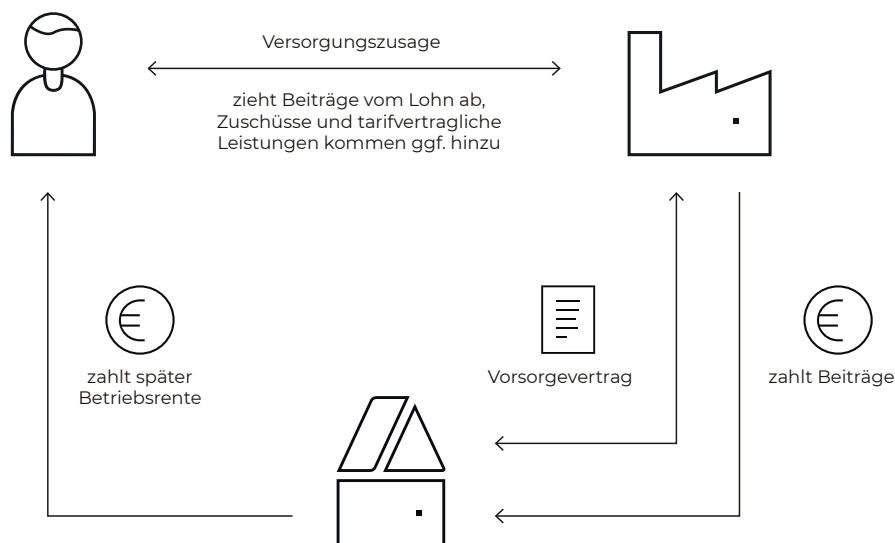 Versorgungszusage
zieht Beiträge vom Lohn ab,
Zuschüsse und tarifvertragliche
Leistungen kommen ggf. hinzu
zahlt später
Betriebsrente
Vorsorgevertrag
zahlt Beiträge